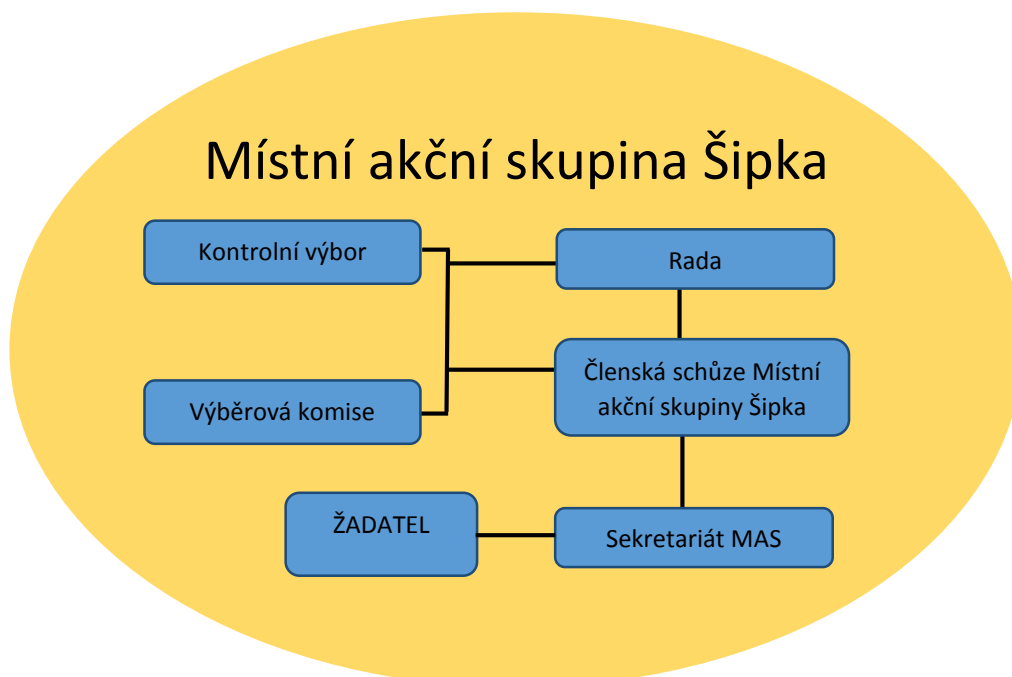 Místní akční skupina Šipka
Kontrolní výbor
Rada
Členská schůze Místní
akční skupiny Šipka
Výběrová komise
ŽADATEL
Sekretariát MAS